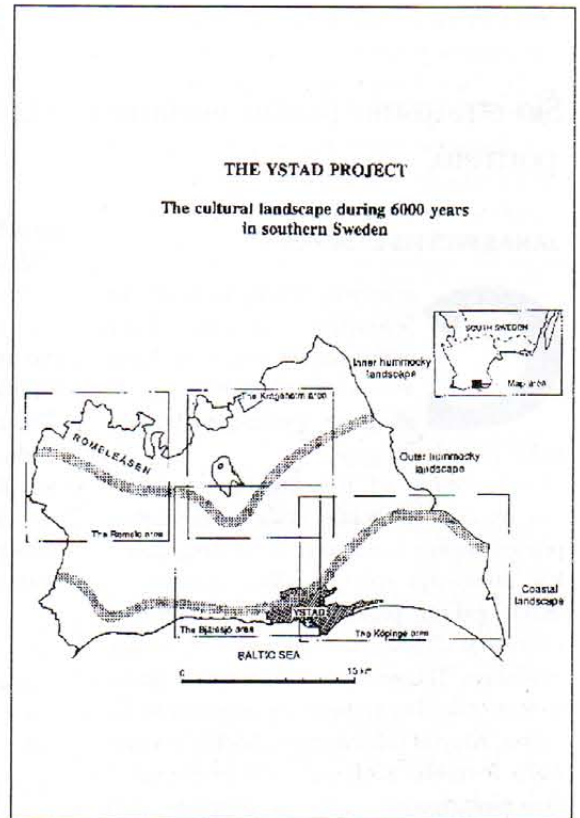 THE YSTAD PROJECT
The cultural landscape during 6000 years
in southern Sweden
SOUTH SWEDEN
Map area
Inner hummocky
landscape
The Krageholm area
ROMELEÅSEN
Outer hummocky
landscape
The Romele area
Coastal
landscape
YSTAD
The Bjäresjö area
The Köpinge area
BALTIC SEA
0
10 km